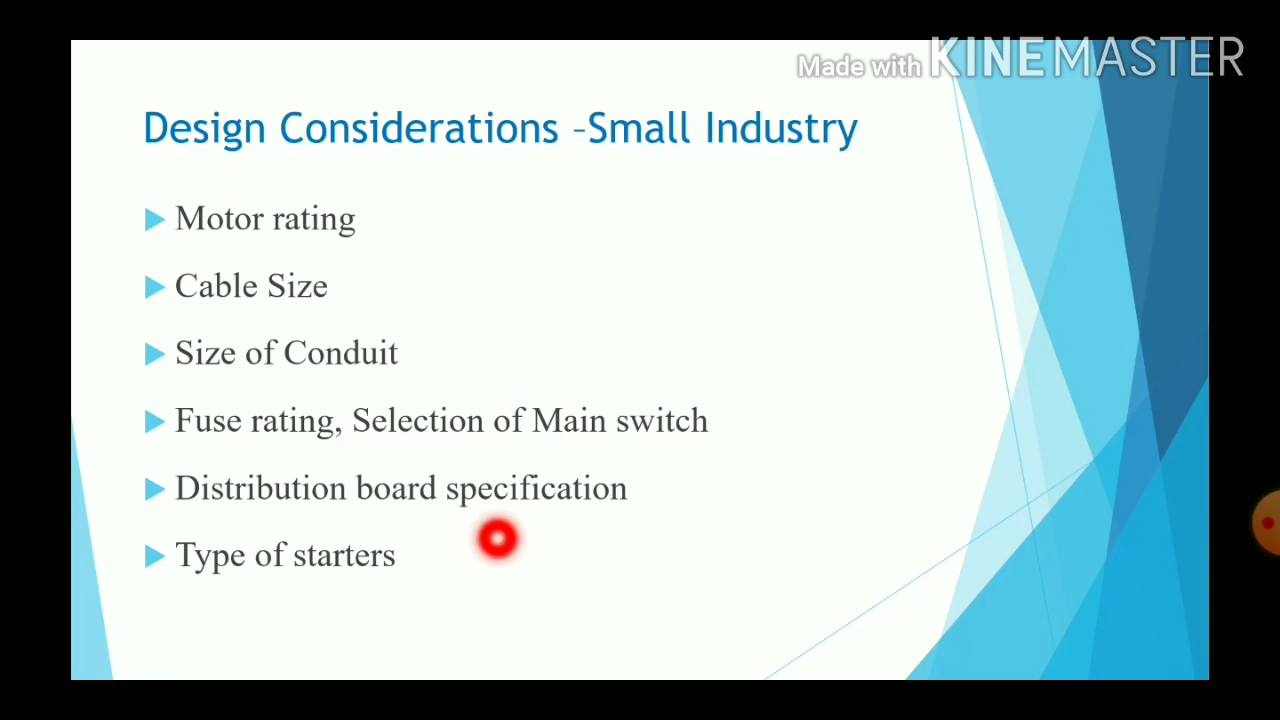 Made with KINEMASTER
Design Considerations –Small Industry
Motor rating
Cable Size
Size of Conduit
Fuse rating, Selection of Main switch
Distribution board specification
Type of starters